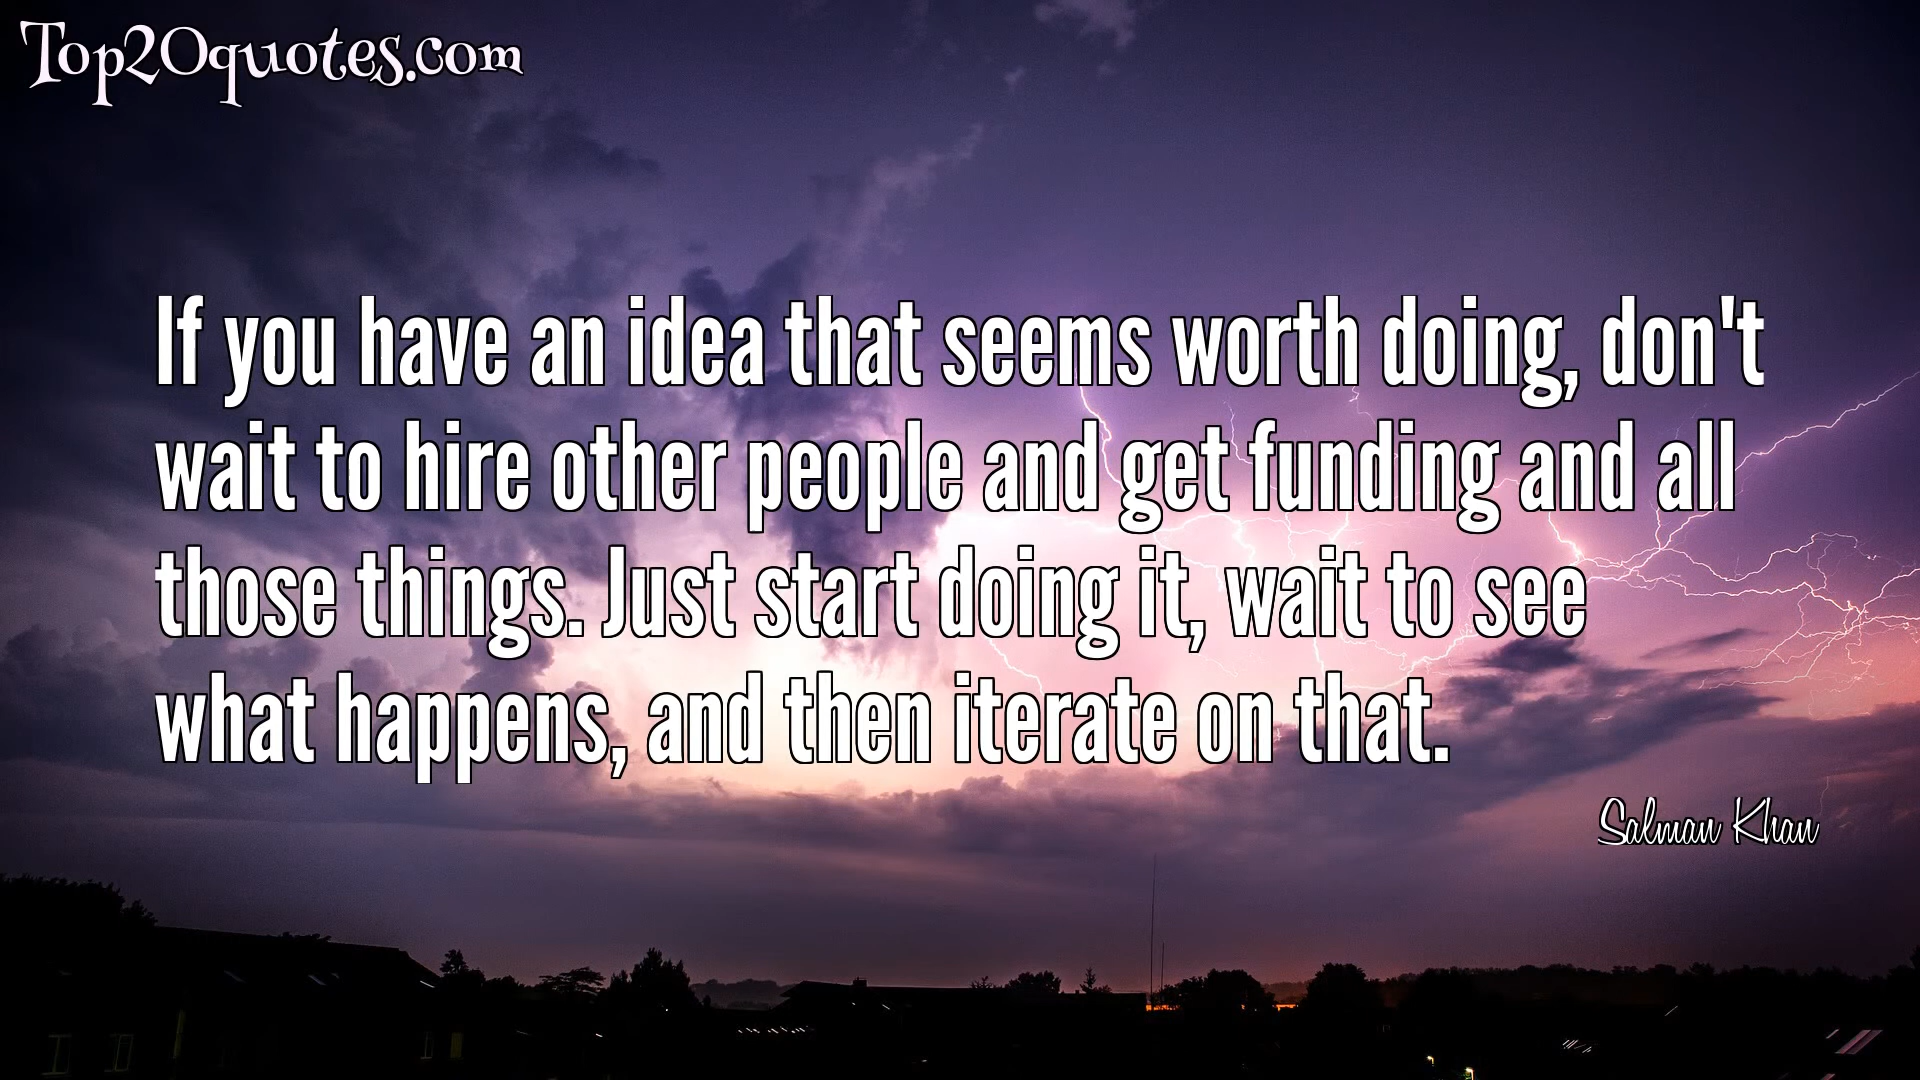 Top20quotes.com
If you have an idea that seems worth doing, don't
wait to hire other people and get funding and all
those things. Just start doing it, wait to see
what happens, and then iterate on that.
Salman Khan